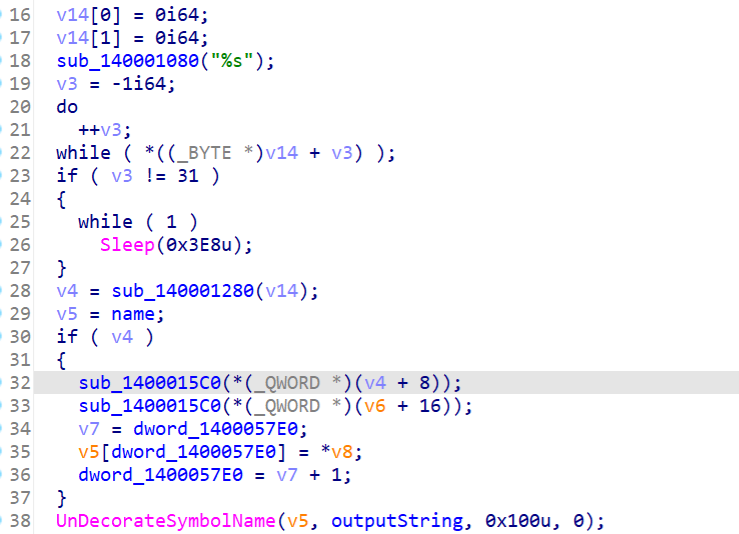 16 v14[0] = 0i64;
17 v14[1] = 0i64;
18 sub_140001080("%s");
19 v3 = -1i64;
20 do
21 ++v3;
22 while ( *((_BYTE *)v14 + v3) );
23 if ( v3 != 31 )
24 {
25 while ( 1 )
26 Sleep(0x3E8u);
27 }
28 v4 = sub_140001280(v14);
29 v5 = name;
30 if ( v4 )
31 {
32 sub_1400015C0(*(_QWORD *)(v4 + 8));
33 sub_1400015C0(*(_QWORD *)(v6 + 16));
34 v7 = dword_1400057E0;
35 v5[dword_1400057E0] = *v8;
36 dword_1400057E0 = v7 + 1;
37 }
38 UnDecorateSymbolName(v5, outputString, 0x100u, 0);